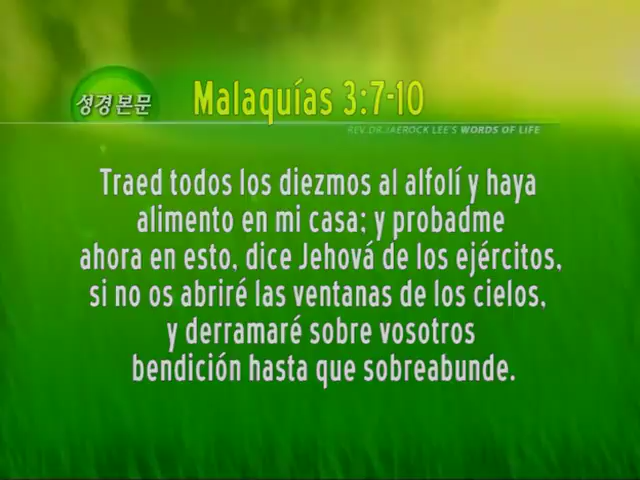 성경본문
Malaquías 3:7-10
REV. DR. JAEROCK LEE'S WORDS OF LIFE
Traed todos los diezmos al alfolí y haya
alimento en mi casa; y probadme
ahora en esto, dice Jehová de los ejércitos,
si no os abriré las ventanas de los cielos,
y derramaré sobre vosotros
bendición hasta que sobreabunde.